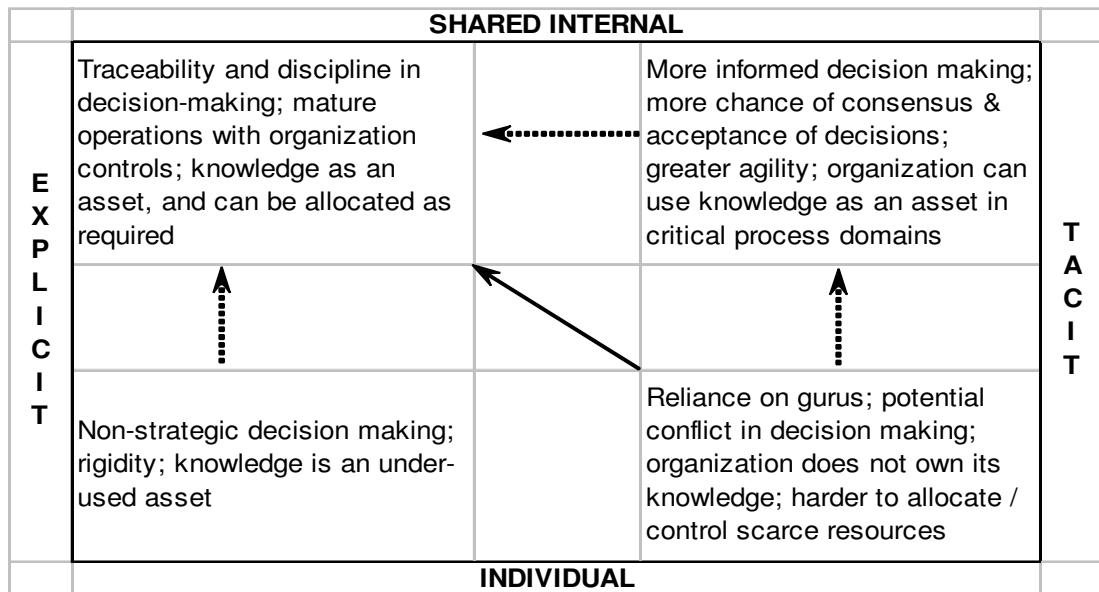 SHARED INTERNAL
EXPLICIT
Traceability and discipline in
decision-making; mature
operations with organization
controls; knowledge as an
asset, and can be allocated as
required
More informed decision making;
more chance of consensus &
acceptance of decisions;
greater agility; organization can
use knowledge as an asset in
critical process domains
TACIT
Non-strategic decision making;
rigidity; knowledge is an under-
used asset
Reliance on gurus; potential
conflict in decision making;
organization does not own its
knowledge; harder to allocate /
control scarce resources
INDIVIDUAL